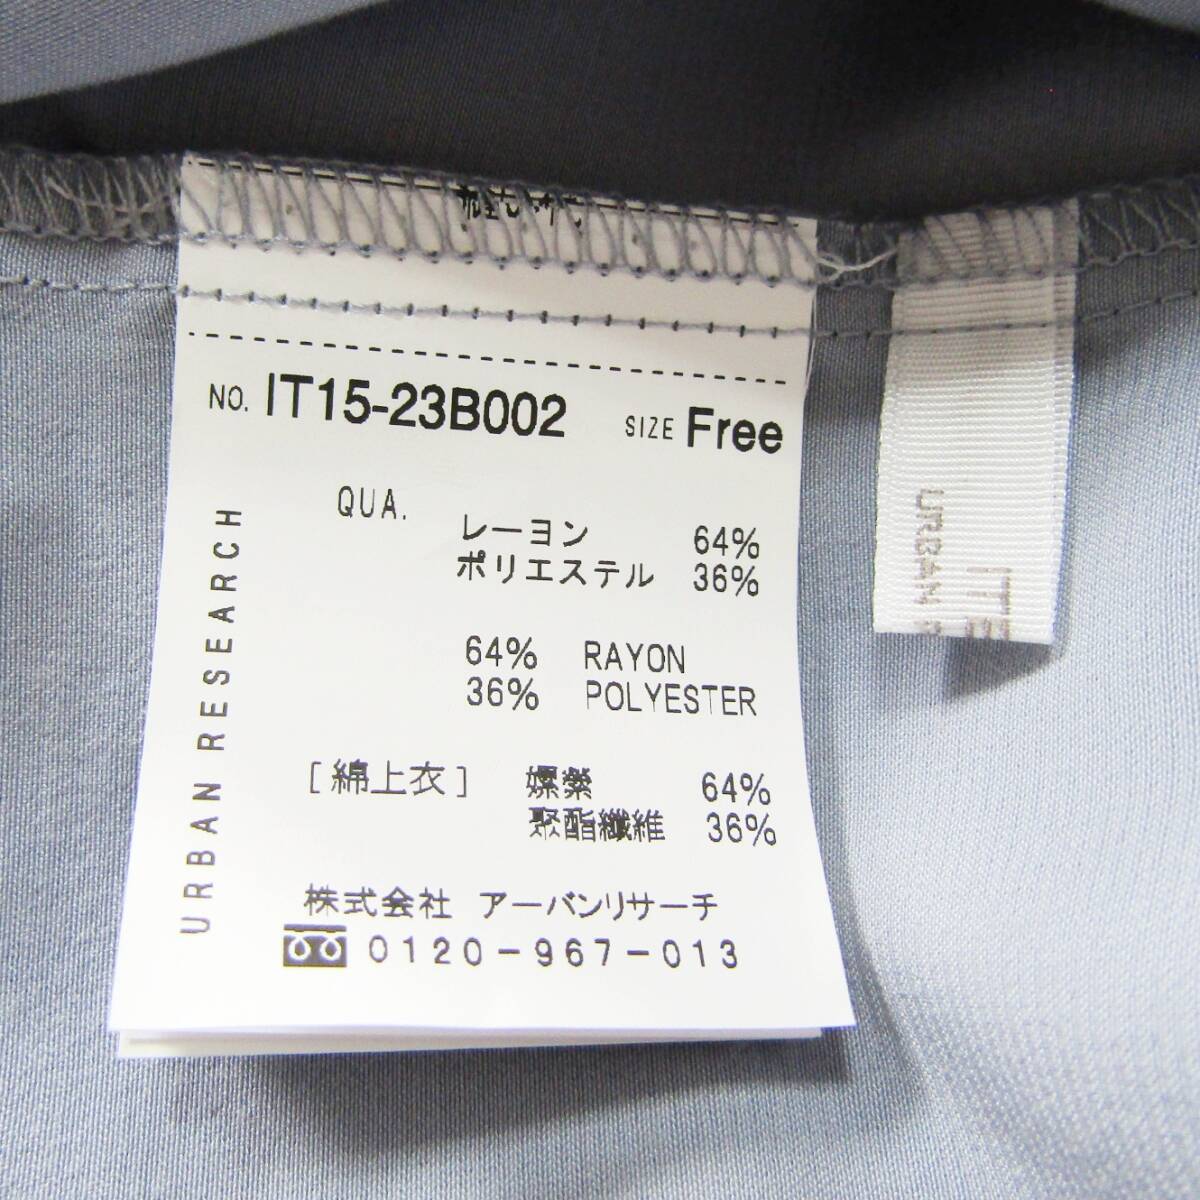 NO. IT15-23B002 SIZE Free
QUA.
レーヨン 64%
ポリエステル 36%
64% RAYON
36% POLYESTER
[綿上衣] 嫘縈 64%
聚酯纖維 36%
株式会社 アーバンリサーチ
0120-967-013
URBAN RESEARCH
URBAN